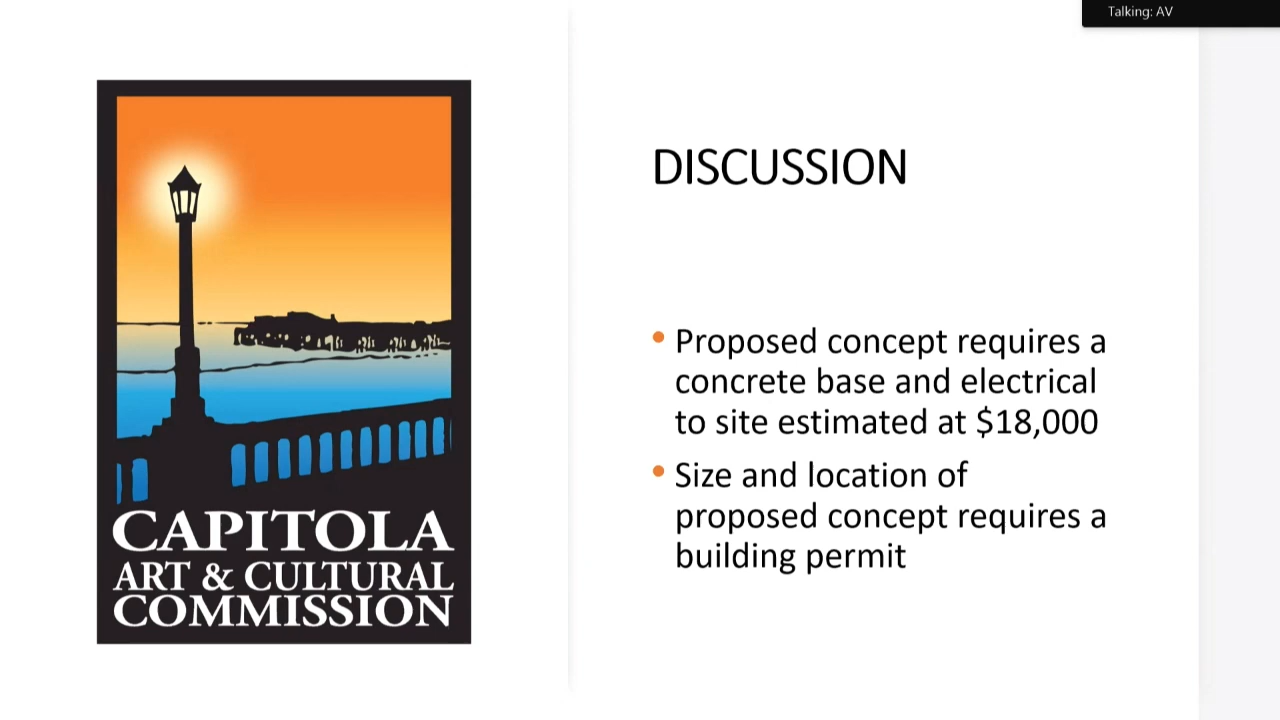 Talking: AV
CAPITOLA
ART & CULTURAL
COMMISSION
DISCUSSION
• Proposed concept requires a
concrete base and electrical
to site estimated at $18,000
• Size and location of
proposed concept requires a
building permit